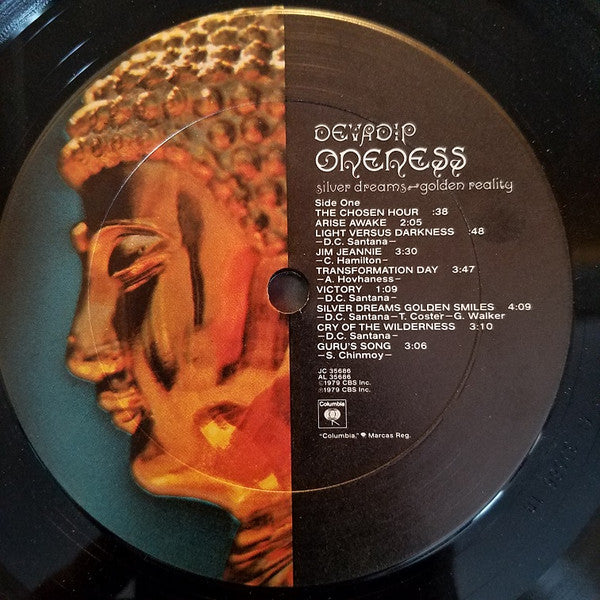 DEVADIP
ONENESS
silver dreams~golden reality
Side One
THE CHOSEN HOUR :38
ARISE AWAKE 2:05
LIGHT VERSUS DARKNESS :48
–D.C. Santana–
JIM JEANNIE 3:30
–C. Hamilton–
TRANSFORMATION DAY 3:47
–A. Hovhaness–
VICTORY 1:09
–D.C. Santana–
SILVER DREAMS GOLDEN SMILES 4:09
–D.C. Santana–T. Coster–G. Walker
CRY OF THE WILDERNESS 3:10
–D.C. Santana–
GURU'S SONG 3:06
–S. Chinmoy–
JC 35686
AL 35686
©1979 CBS Inc.
℗1979 CBS Inc.
Columbia
"Columbia," Marcas Reg.